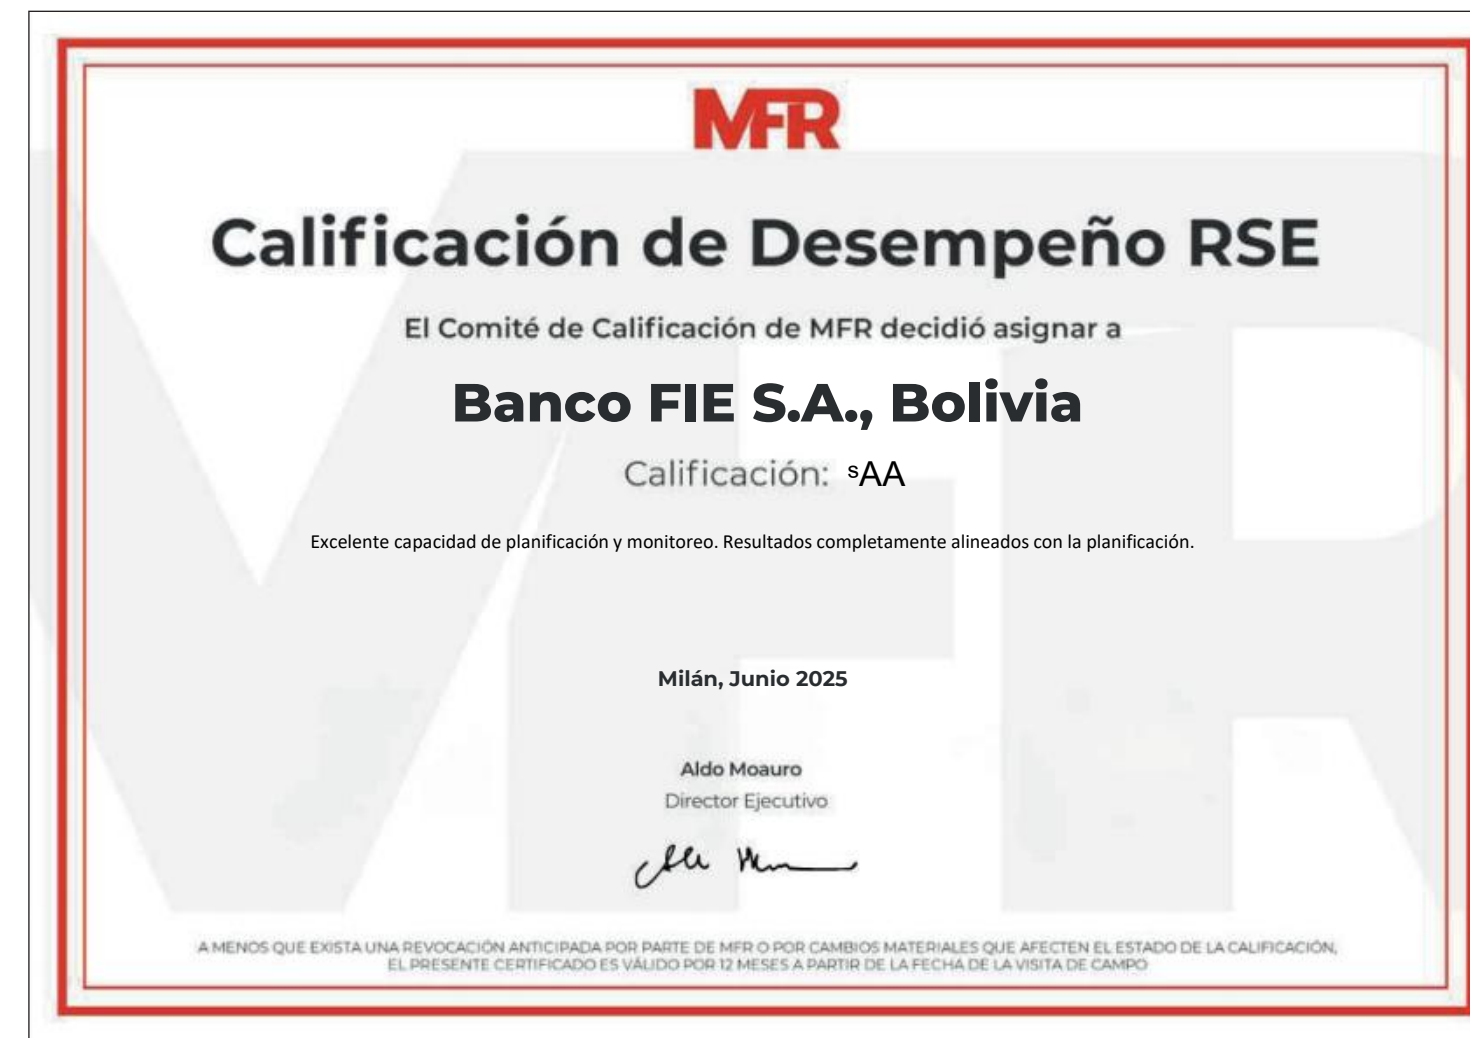 MFR
Calificación de Desempeño RSE
El Comité de Calificación de MFR decidió asignar a
Banco FIE S.A., Bolivia
Calificación: ˢAA
Excelente capacidad de planificación y monitoreo. Resultados completamente alineados con la planificación.
Milán, Junio 2025
Aldo Moauro
Director Ejecutivo
A MENOS QUE EXISTA UNA REVOCACIÓN ANTICIPADA POR PARTE DE MFR O POR CAMBIOS MATERIALES QUE AFECTEN EL ESTADO DE LA CALIFICACIÓN,
EL PRESENTE CERTIFICADO ES VÁLIDO POR 12 MESES A PARTIR DE LA FECHA DE LA VISITA DE CAMPO